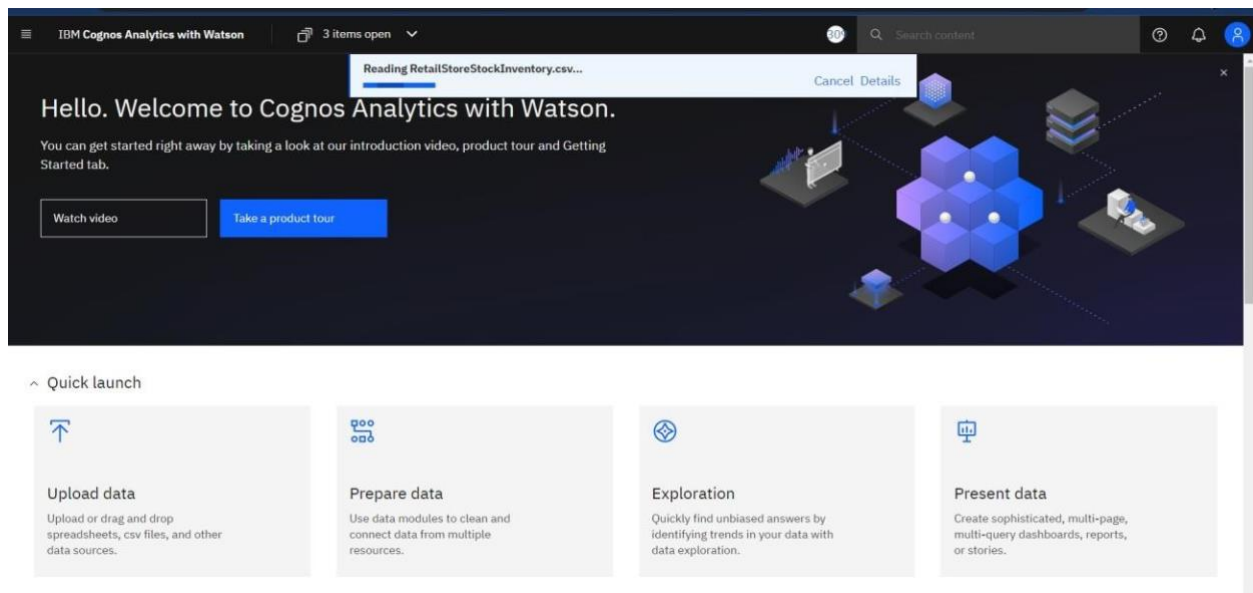 IBM Cognos Analytics with Watson
3 items open
Search content
Reading RetailStoreStockInventory.csv...
Cancel Details
Hello. Welcome to Cognos Analytics with Watson.
You can get started right away by taking a look at our introduction video, product tour and Getting
Started tab.
Watch video
Take a product tour
Quick launch
Upload data
Upload or drag and drop
spreadsheets, csv files, and other
data sources.
Prepare data
Use data modules to clean and
connect data from multiple
resources.
Exploration
Quickly find unbiased answers by
identifying trends in your data with
data exploration.
Present data
Create sophisticated, multi-page,
multi-query dashboards, reports,
or stories.